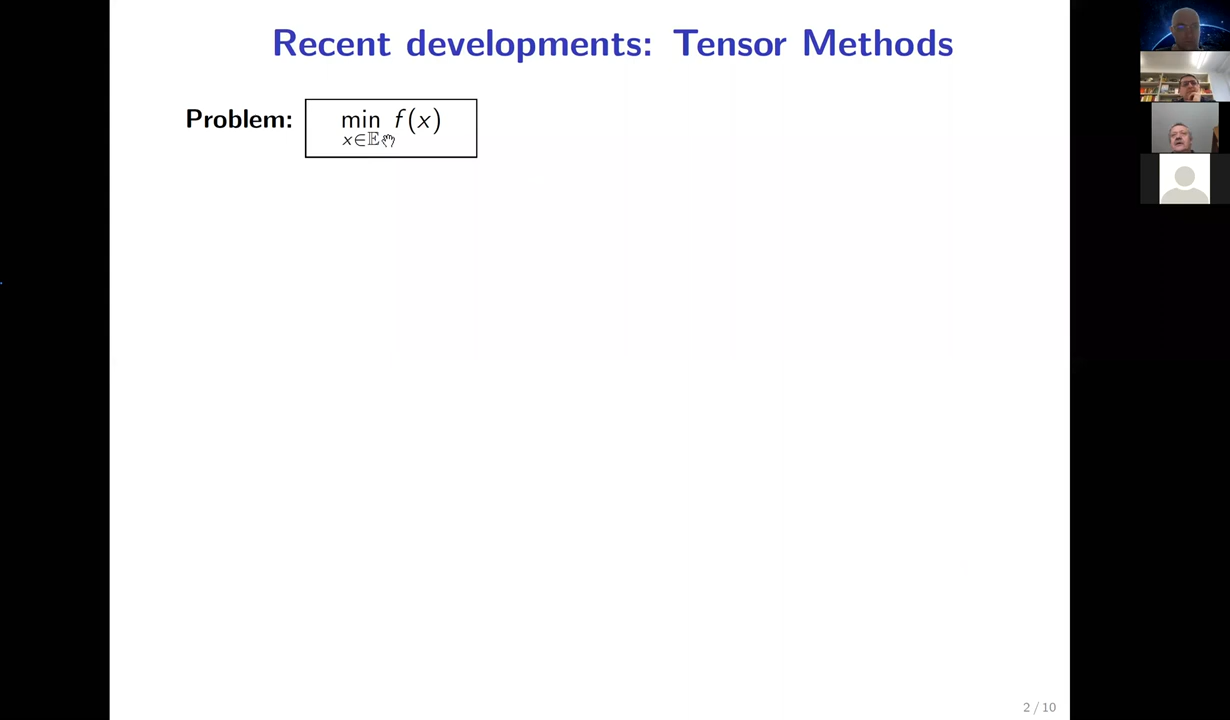 Recent developments: Tensor Methods
Problem: min f(x)
x∈𝔼
2 / 10